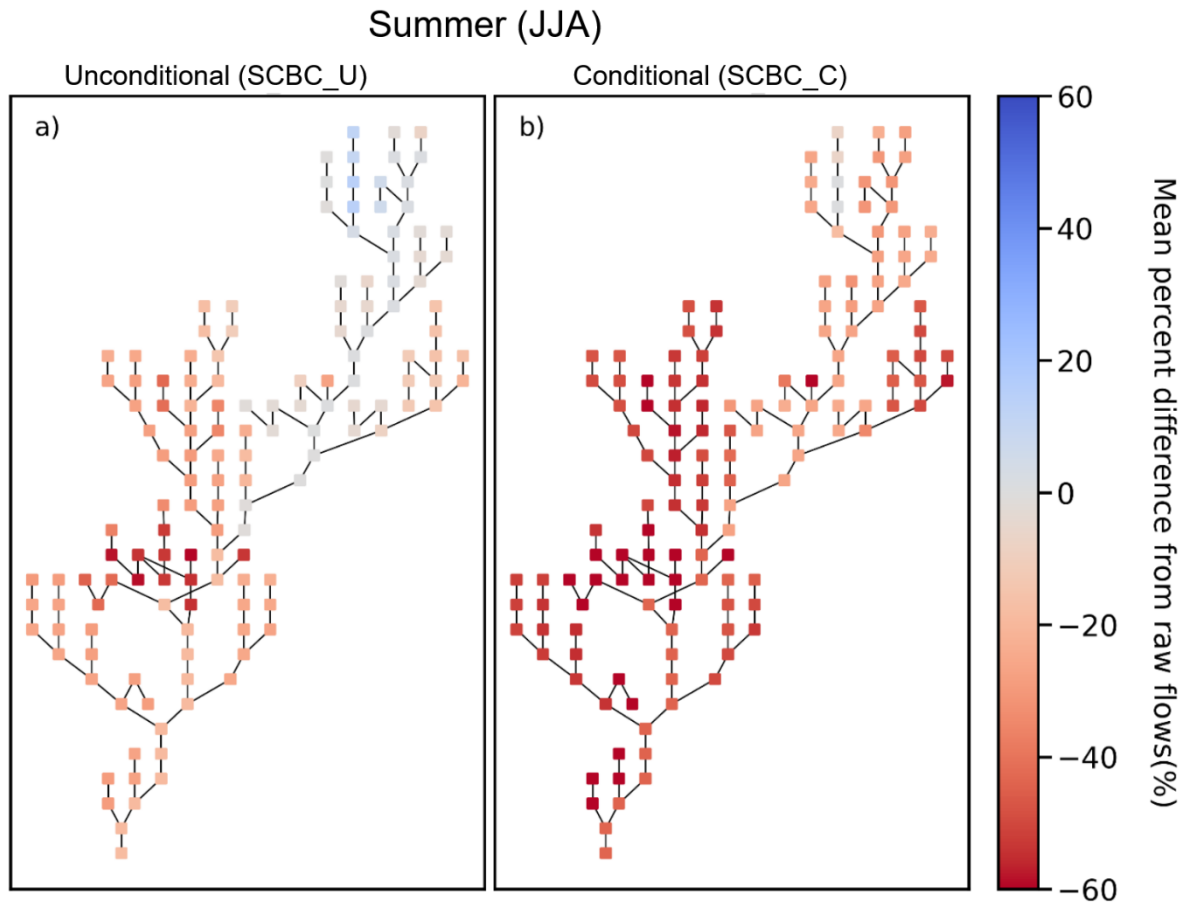 Summer (JJA)
Unconditional (SCBC_U)
Conditional (SCBC_C)
a)
b)
60
40
20
0
−20
−40
−60
Mean percent difference from raw flows(%)